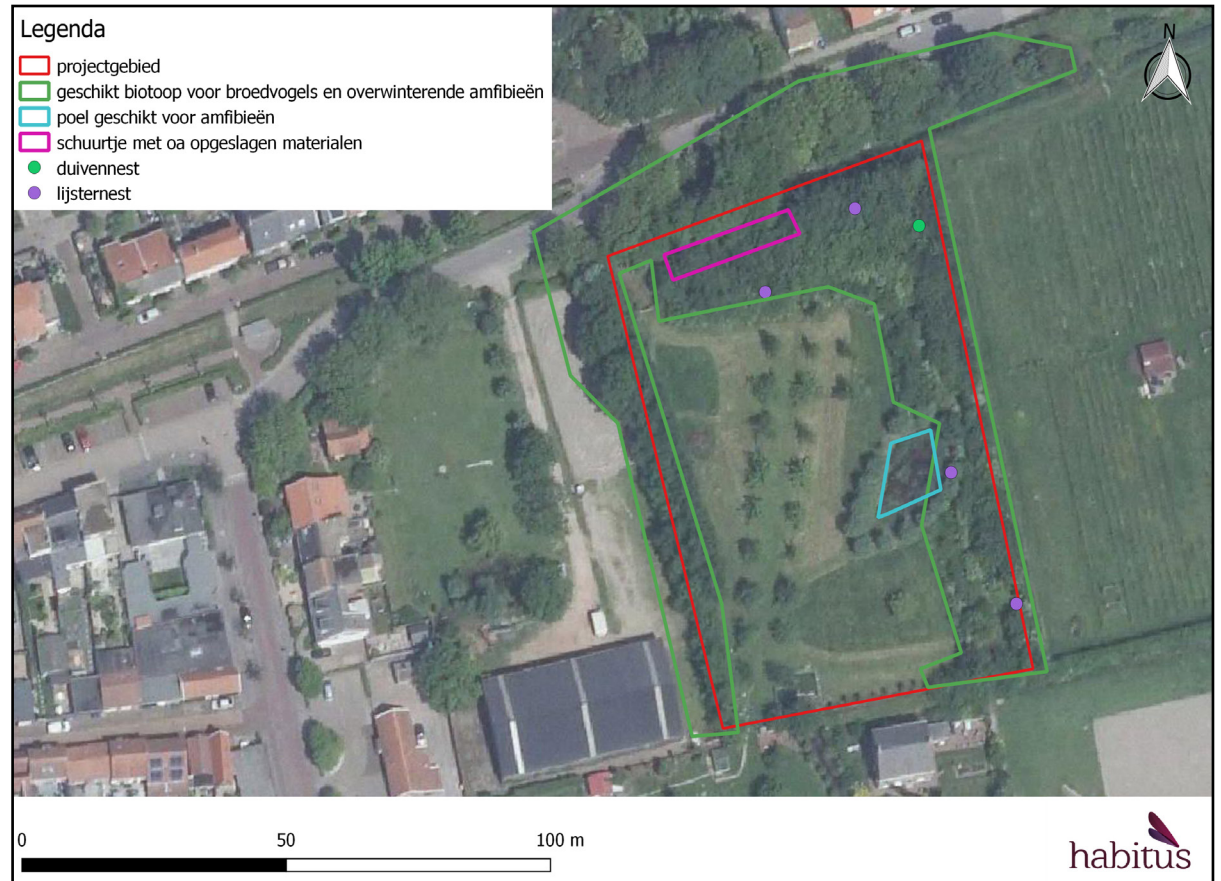 Legenda
projectgebied
geschikt biotoop voor broedvogels en overwinterende amfibieën
poel geschikt voor amfibieën
schuurtje met oa opgeslagen materialen
duivennest
lijsternest
N
0 50 100 m
habitus